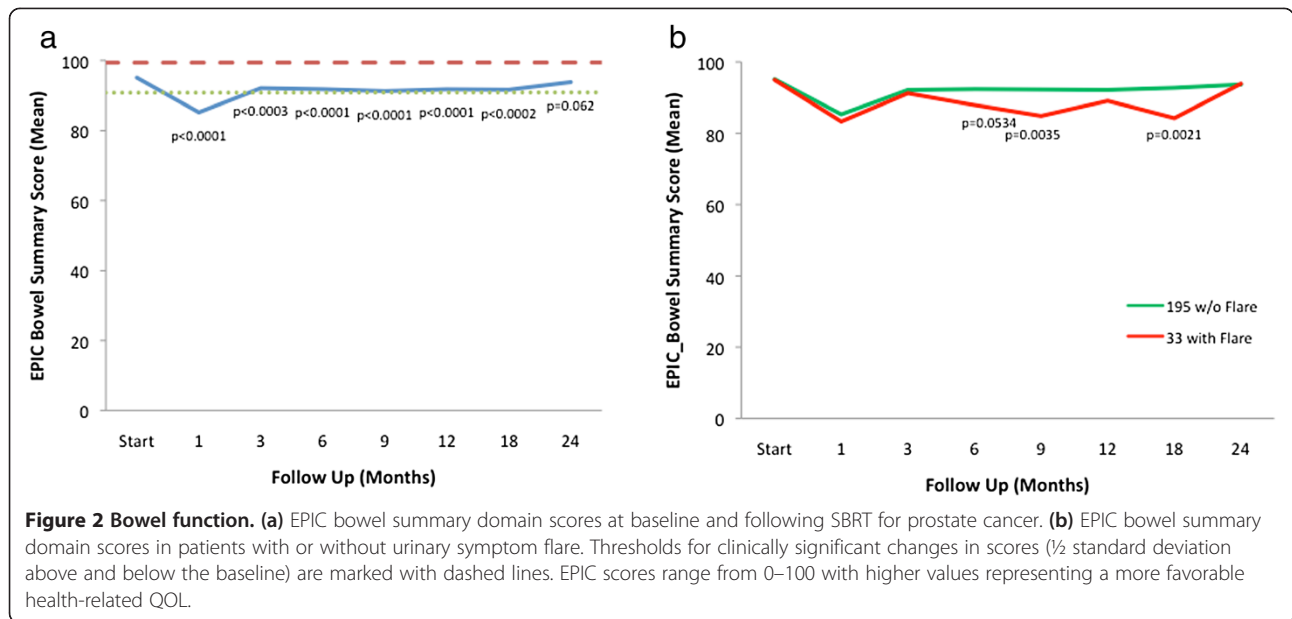 a
EPIC Bowel Summary Score (Mean)
100
80
60
40
20
0
p<0.0001
p<0.0003
p<0.0001
p<0.0001
p<0.0001
p<0.0002
p=0.062
Start 1 3 6 9 12 18 24
Follow Up (Months)
b
EPIC_Bowel Summary Score (Mean)
100
80
60
40
20
0
p=0.0534
p=0.0035
p=0.0021
195 w/o Flare
33 with Flare
Start 1 3 6 9 12 18 24
Follow Up (Months)
Figure 2 Bowel function. (a) EPIC bowel summary domain scores at baseline and following SBRT for prostate cancer. (b) EPIC bowel summary
domain scores in patients with or without urinary symptom flare. Thresholds for clinically significant changes in scores (½ standard deviation
above and below the baseline) are marked with dashed lines. EPIC scores range from 0–100 with higher values representing a more favorable
health-related QOL.